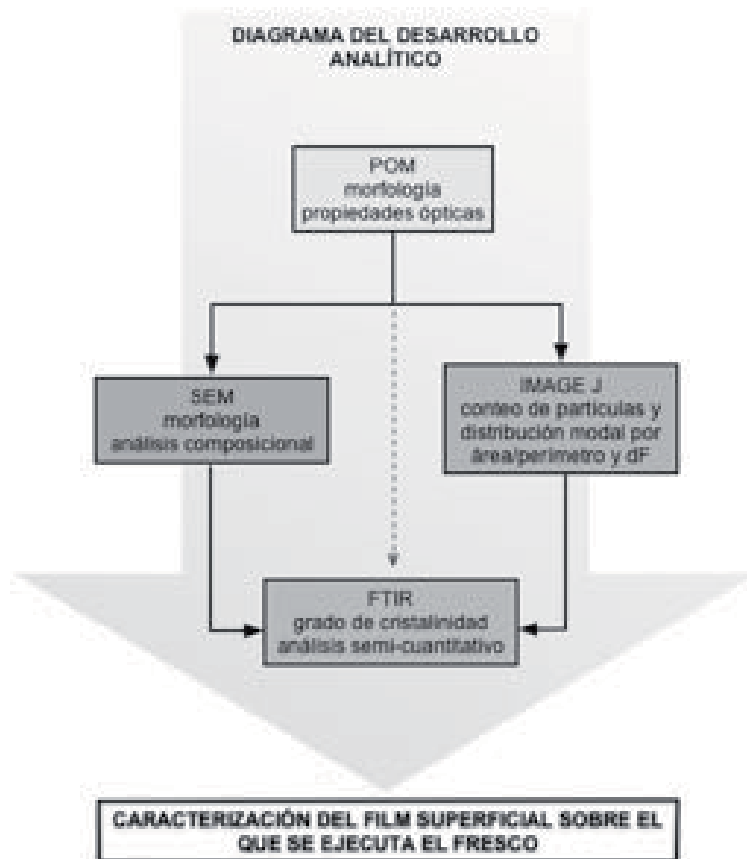 DIAGRAMA DEL DESARROLLO
ANALÍTICO
POM
morfología
propiedades ópticas
SEM
morfología
análisis composicional
IMAGE J
conteo de partículas y
distribución modal por
área/perímetro y dF
FTIR
grado de cristalinidad
análisis semi-cuantitativo
CARACTERIZACIÓN DEL FILM SUPERFICIAL SOBRE EL
QUE SE EJECUTA EL FRESCO